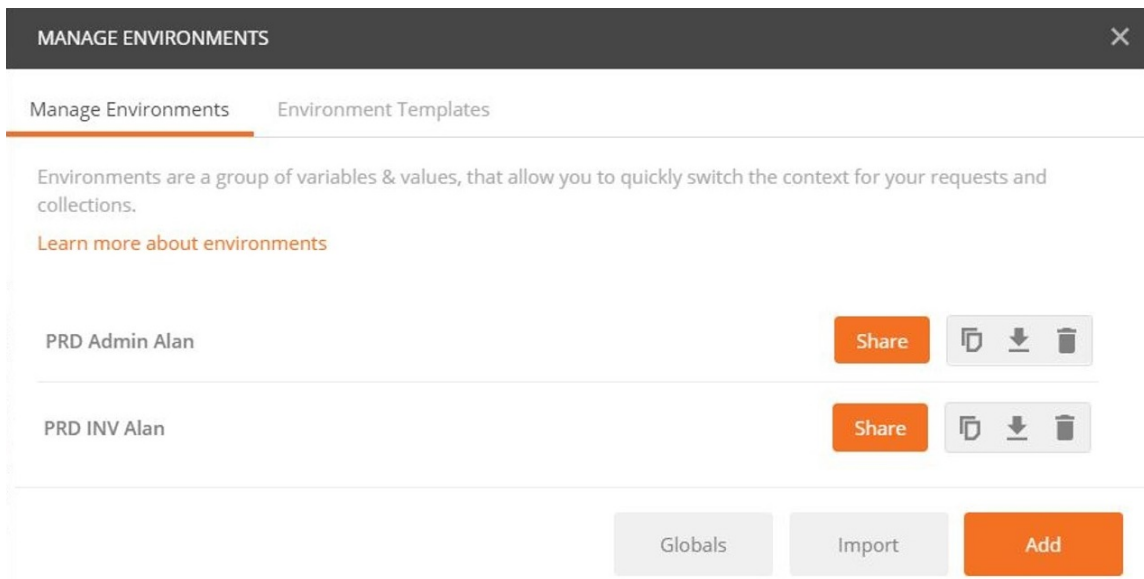 MANAGE ENVIRONMENTS
Manage Environments Environment Templates
Environments are a group of variables & values, that allow you to quickly switch the context for your requests and
collections.
Learn more about environments
PRD Admin Alan Share
PRD INV Alan Share
Globals Import Add